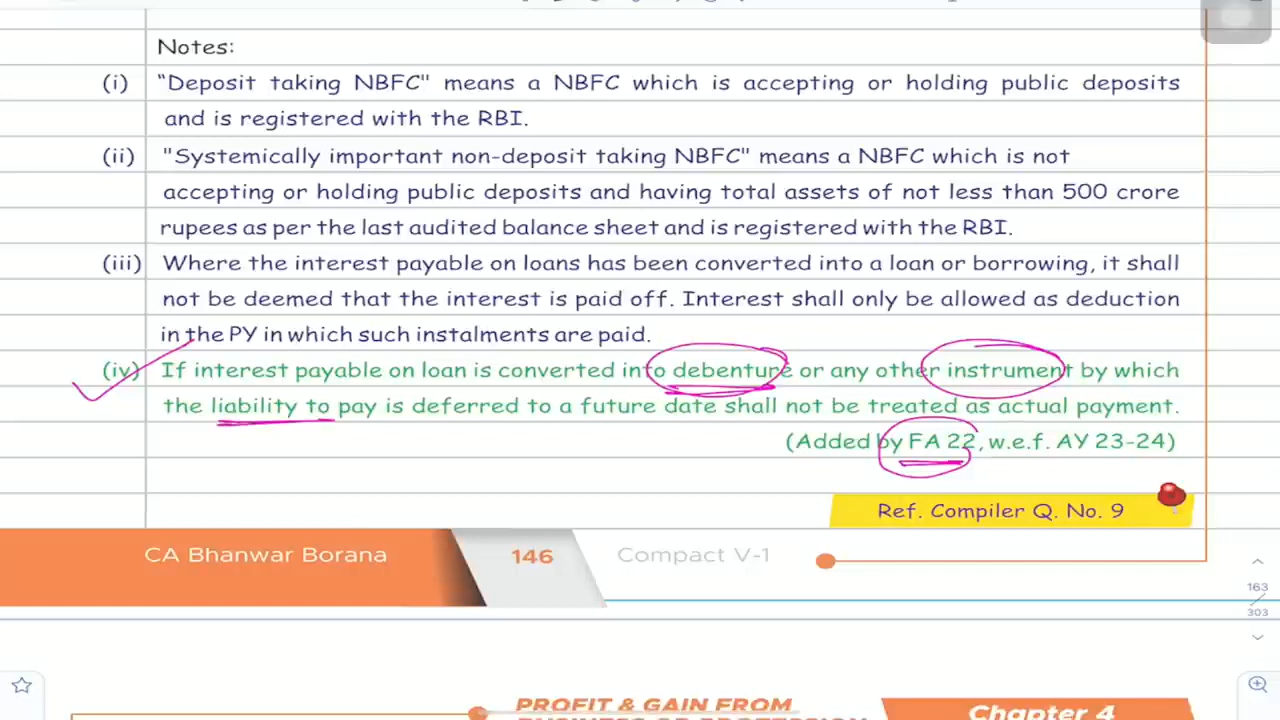 Notes:
(i) “Deposit taking NBFC" means a NBFC which is accepting or holding public deposits
and is registered with the RBI.
(ii) "Systemically important non-deposit taking NBFC" means a NBFC which is not
accepting or holding public deposits and having total assets of not less than 500 crore
rupees as per the last audited balance sheet and is registered with the RBI.
(iii) Where the interest payable on loans has been converted into a loan or borrowing, it shall
not be deemed that the interest is paid off. Interest shall only be allowed as deduction
in the PY in which such instalments are paid.
(iv) If interest payable on loan is converted into debenture or any other instrument by which
the liability to pay is deferred to a future date shall not be treated as actual payment.
(Added by FA 22, w.e.f. AY 23-24)
Ref. Compiler Q. No. 9
CA Bhanwar Borana 146 Compact V-1
163
303
PROFIT & GAIN FROM
Chapter 4